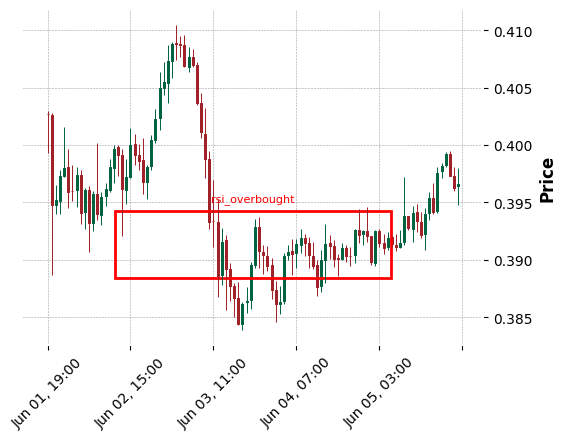 0.410
0.405
0.400
0.395
0.390
0.385
Price
rsi_overbought
Jun 01, 19:00
Jun 02, 15:00
Jun 03, 11:00
Jun 04, 07:00
Jun 05, 03:00